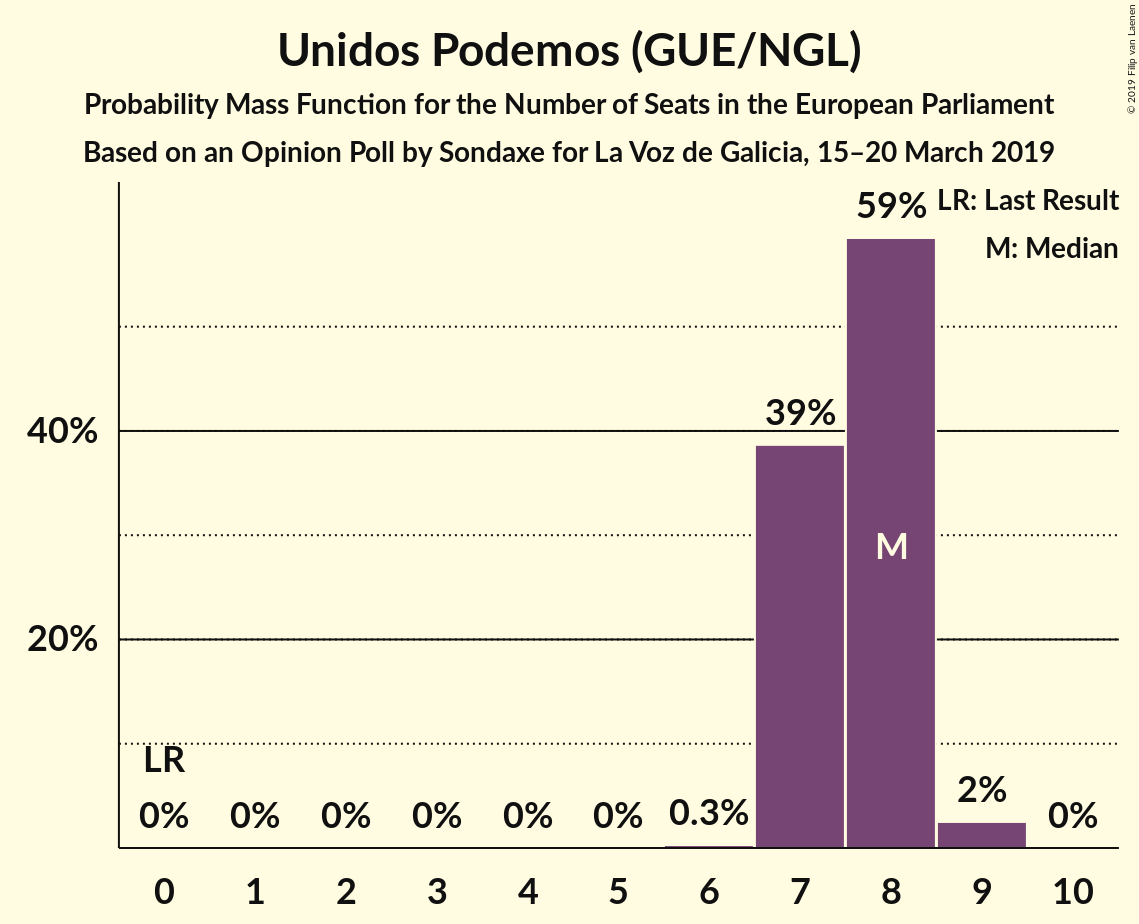 Unidos Podemos (GUE/NGL)
Probability Mass Function for the Number of Seats in the European Parliament
Based on an Opinion Poll by Sondaxe for La Voz de Galicia, 15–20 March 2019
© 2019 Filip van Laenen
LR: Last Result
M: Median
59%
39%
40%
M
20%
LR
0% 0% 0% 0% 0% 0% 0.3% 2% 0%
0 1 2 3 4 5 6 7 8 9 10